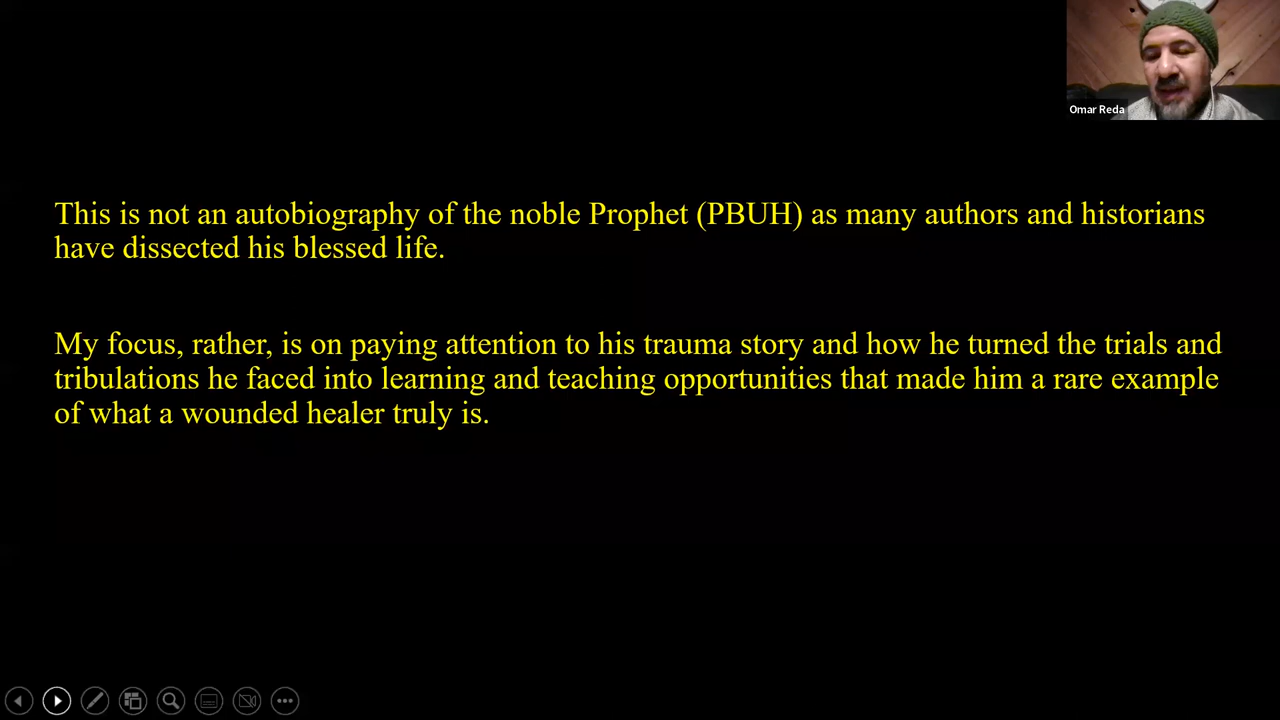 Omar Reda
This is not an autobiography of the noble Prophet (PBUH) as many authors and historians
have dissected his blessed life.
My focus, rather, is on paying attention to his trauma story and how he turned the trials and
tribulations he faced into learning and teaching opportunities that made him a rare example
of what a wounded healer truly is.